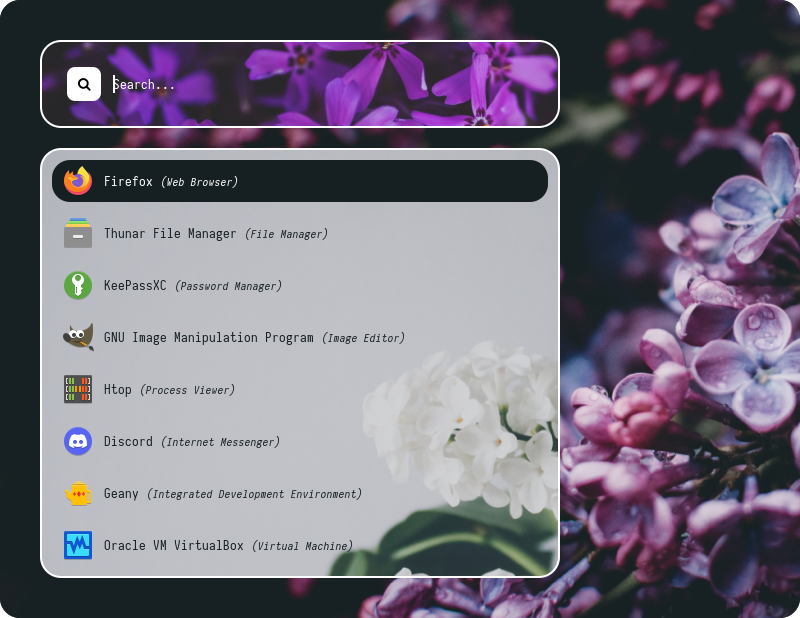 Search...
Firefox (Web Browser)
Thunar File Manager (File Manager)
KeePassXC (Password Manager)
GNU Image Manipulation Program (Image Editor)
Htop (Process Viewer)
Discord (Internet Messenger)
Geany (Integrated Development Environment)
Oracle VM VirtualBox (Virtual Machine)